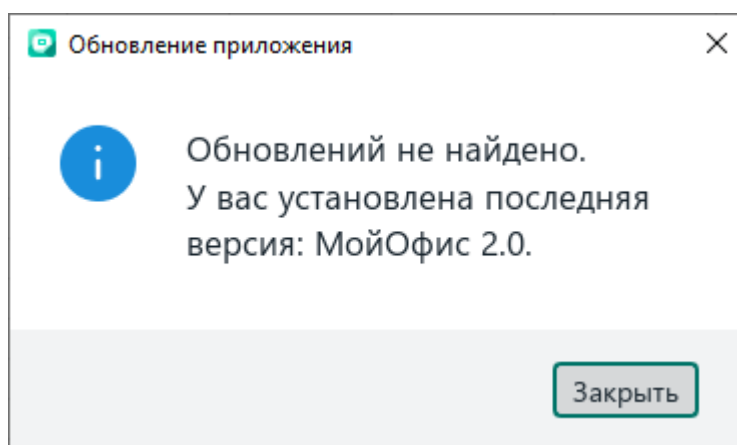 Обновление приложения
Обновлений не найдено.
У вас установлена последняя
версия: МойОфис 2.0.
Закрыть